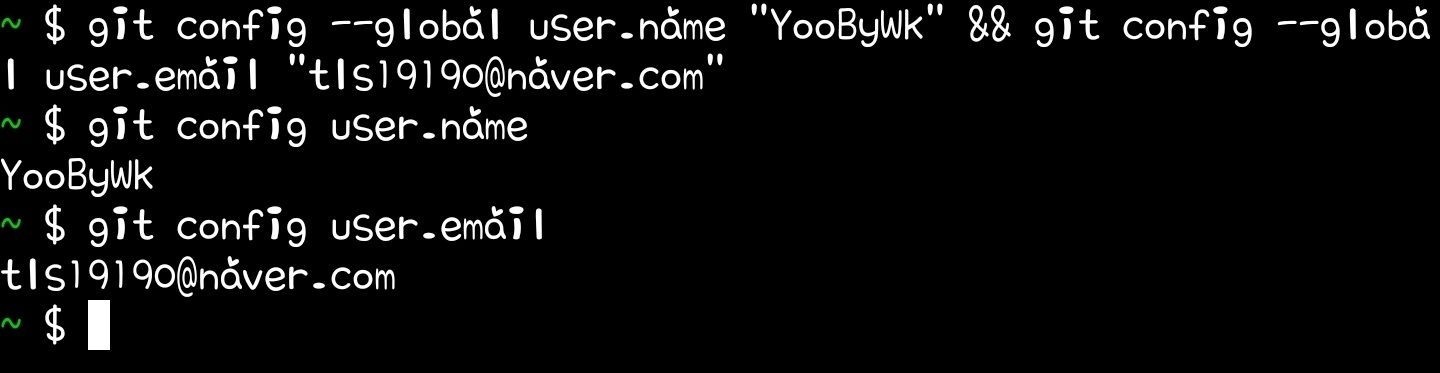 ~ $ git config --global user.name "YooByWk" && git config --globa
l user.email "tls19190@naver.com"
~ $ git config user.name
YooByWk
~ $ git config user.email
tls19190@naver.com
~ $